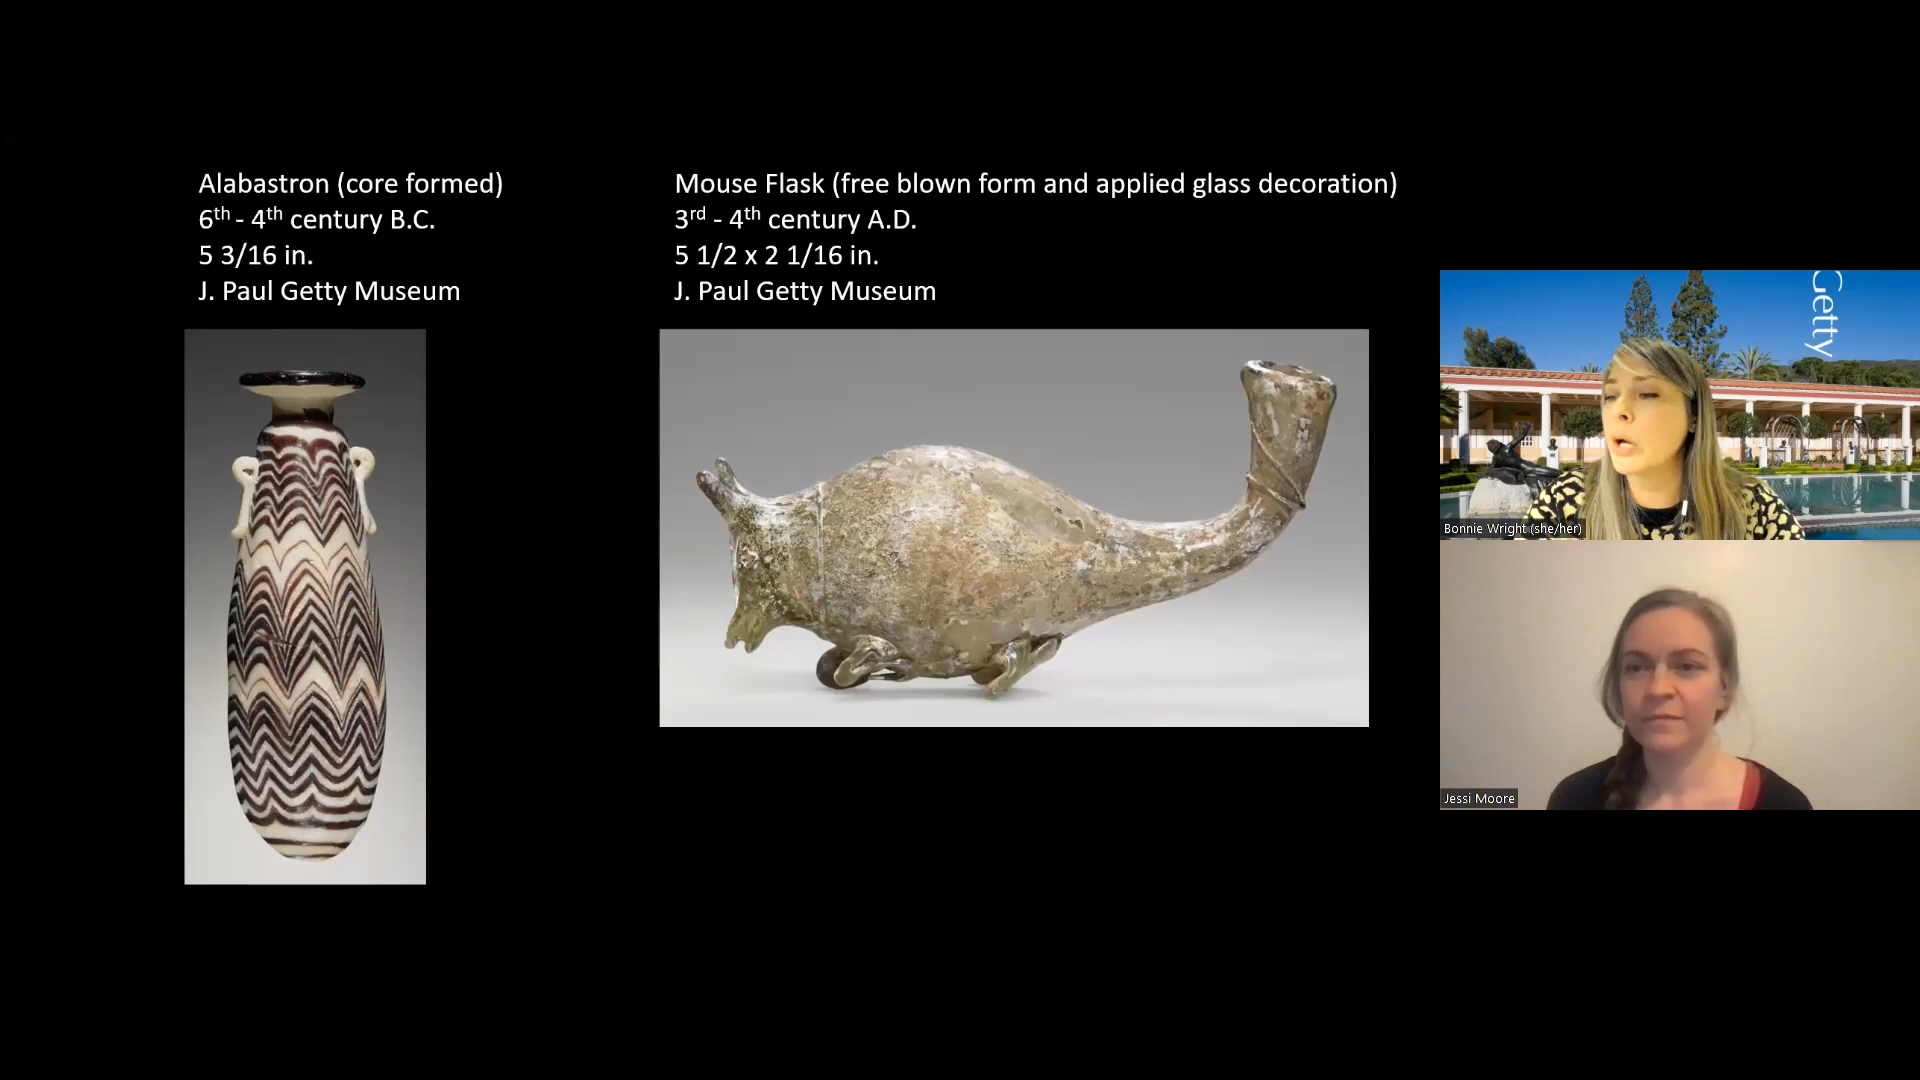 Alabastron (core formed)
6th - 4th century B.C.
5 3/16 in.
J. Paul Getty Museum
Mouse Flask (free blown form and applied glass decoration)
3rd - 4th century A.D.
5 1/2 x 2 1/16 in.
J. Paul Getty Museum
Getty
Bonnie Wright (she/her)
Jessi Moore